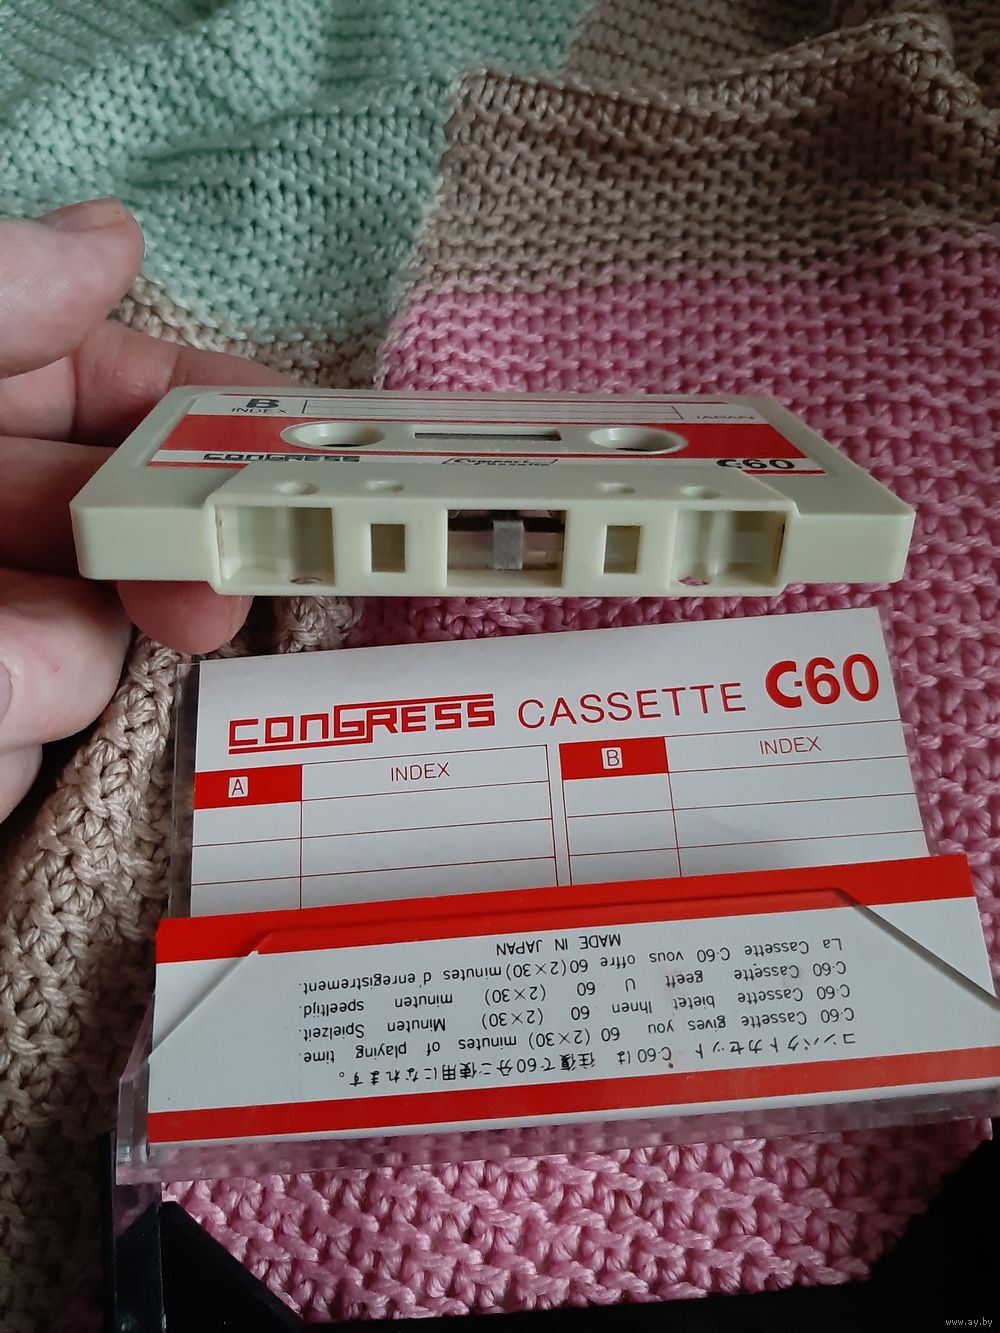 B
INDEX
JAPAN
CONGRESS
Compact Cassette
C-60
CONGRESS CASSETTE C-60
A INDEX
B INDEX
コンパクトカセット C-60は 往復で60分ご使用になれます。
C-60 Cassette gives you 60 (2×30) minutes of playing time.
C-60 Cassette bietet Ihnen 60 (2×30) Minuten Spielzeit.
C-60 Cassette geeft U 60 (2×30) minuten speeltijd.
La Cassette C-60 vous offre 60 (2×30) minutes d'enregistrement.
MADE IN JAPAN
www.ay.by